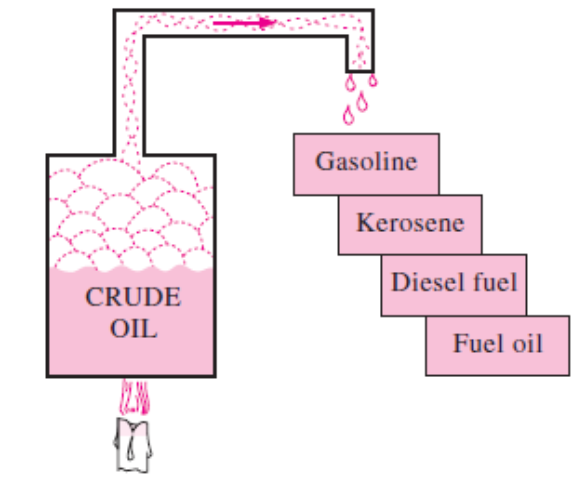 Gasoline
Kerosene
Diesel fuel
Fuel oil
CRUDE
OIL